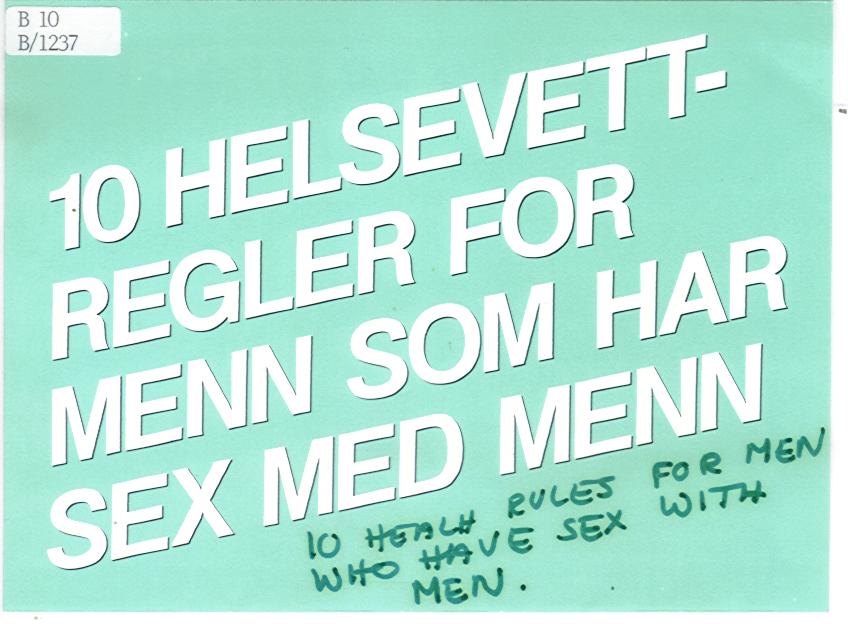 B 10
B/1237
10 HELSEVETT-
REGLER FOR
MENN SOM HAR
SEX MED MENN
10 HEALH RULES FOR MEN
WHO HAVE SEX WITH
MEN.